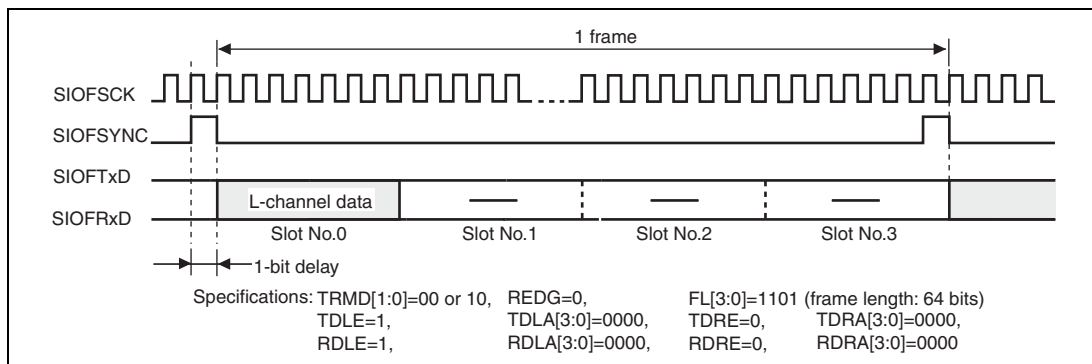 1 frame
SIOFSCK
SIOFSYNC
SIOFTxD
SIOFRxD
L-channel data
Slot No.0 Slot No.1 Slot No.2 Slot No.3
1-bit delay
Specifications: TRMD[1:0]=00 or 10, REDG=0, FL[3:0]=1101 (frame length: 64 bits)
TDLE=1, TDLA[3:0]=0000, TDRE=0, TDRA[3:0]=0000,
RDLE=1, RDLA[3:0]=0000, RDRE=0, RDRA[3:0]=0000